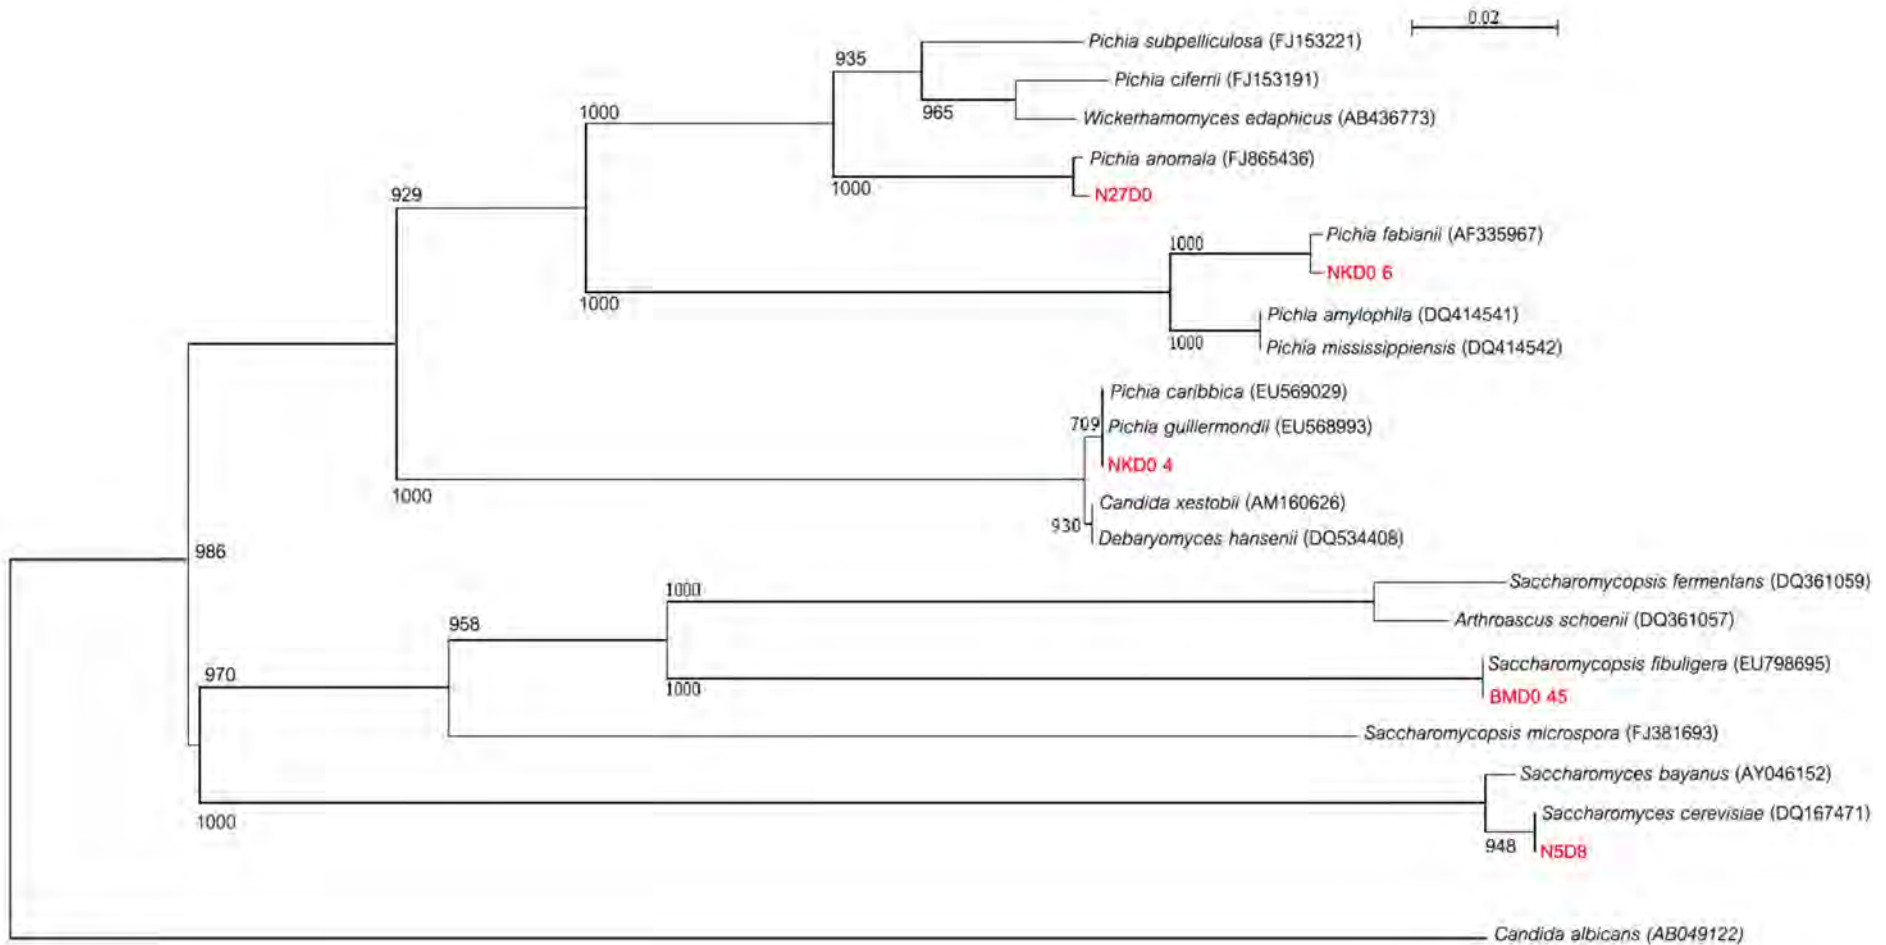 0.02
Pichia subpelliculosa (FJ153221)
935
Pichia ciferrii (FJ153191)
1000
965
Wickerhamomyces edaphicus (AB436773)
Pichia anomala (FJ865436)
1000
N27D0
929
Pichia fabianii (AF335967)
1000
NKD0 6
1000
Pichia amylophila (DQ414541)
1000
Pichia mississippiensis (DQ414542)
Pichia caribbica (EU569029)
709
Pichia guiliermondii (EU568993)
NKD0 4
1000
Candida xestobii (AM160626)
930
Debaryomyces hansenii (DQ534408)
986
Saccharomycopsis fermentans (DQ361059)
1000
Arthroascus schoenii (DQ361057)
958
Saccharomycopsis fibuligera (EU798695)
970
1000
BMD0 45
Saccharomycopsis microspora (FJ381693)
Saccharomyces bayanus (AY046152)
1000
Saccharomyces cerevisiae (DQ167471)
948
N5D8
Candida albicans (AB049122)